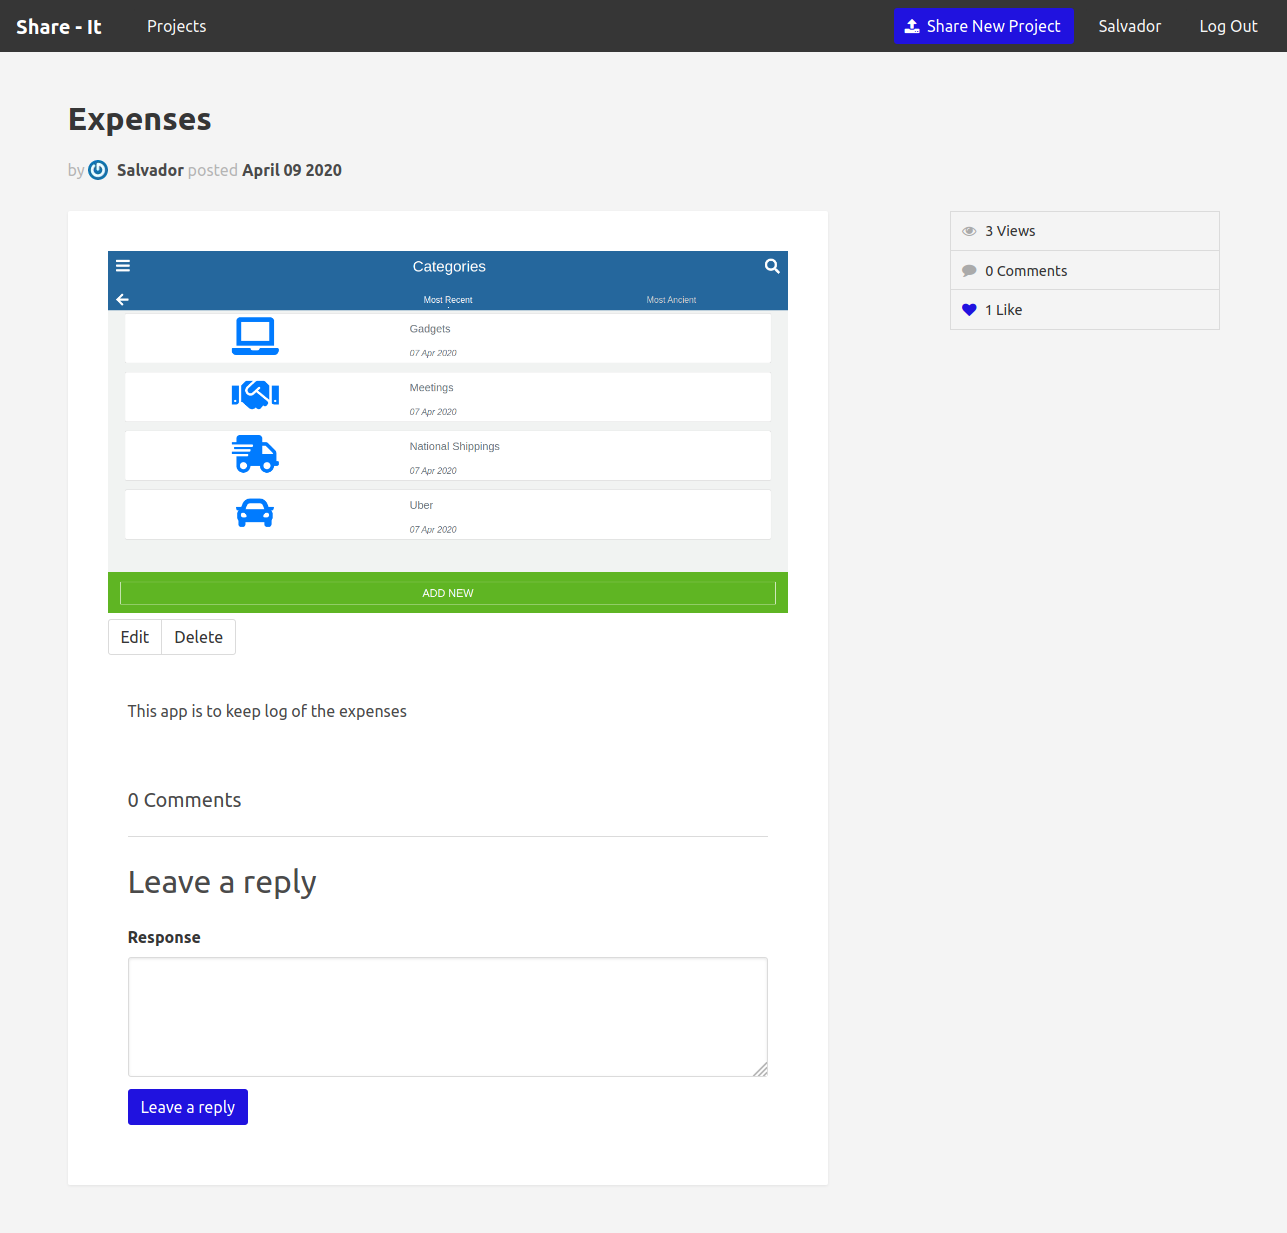 Share - It Projects Share New Project Salvador Log Out
Expenses
by Salvador posted April 09 2020
3 Views
0 Comments
1 Like
Categories
Most Recent Most Ancient
Gadgets
07 Apr 2020
Meetings
07 Apr 2020
National Shippings
07 Apr 2020
Uber
07 Apr 2020
ADD NEW
Edit Delete
This app is to keep log of the expenses
0 Comments
Leave a reply
Response
Leave a reply